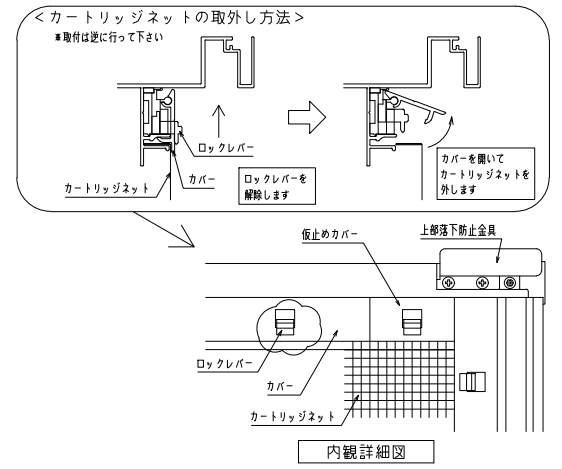 <カートリッジネットの取外し方法>
※取付は逆に行って下さい
ロックレバー
カートリッジネット
カバー
ロックレバーを
解除します
カバーを開いて
カートリッジネットを
外します
仮止めカバー
上部落下防止金具
ロックレバー
カバー
カートリッジネット
内観詳細図